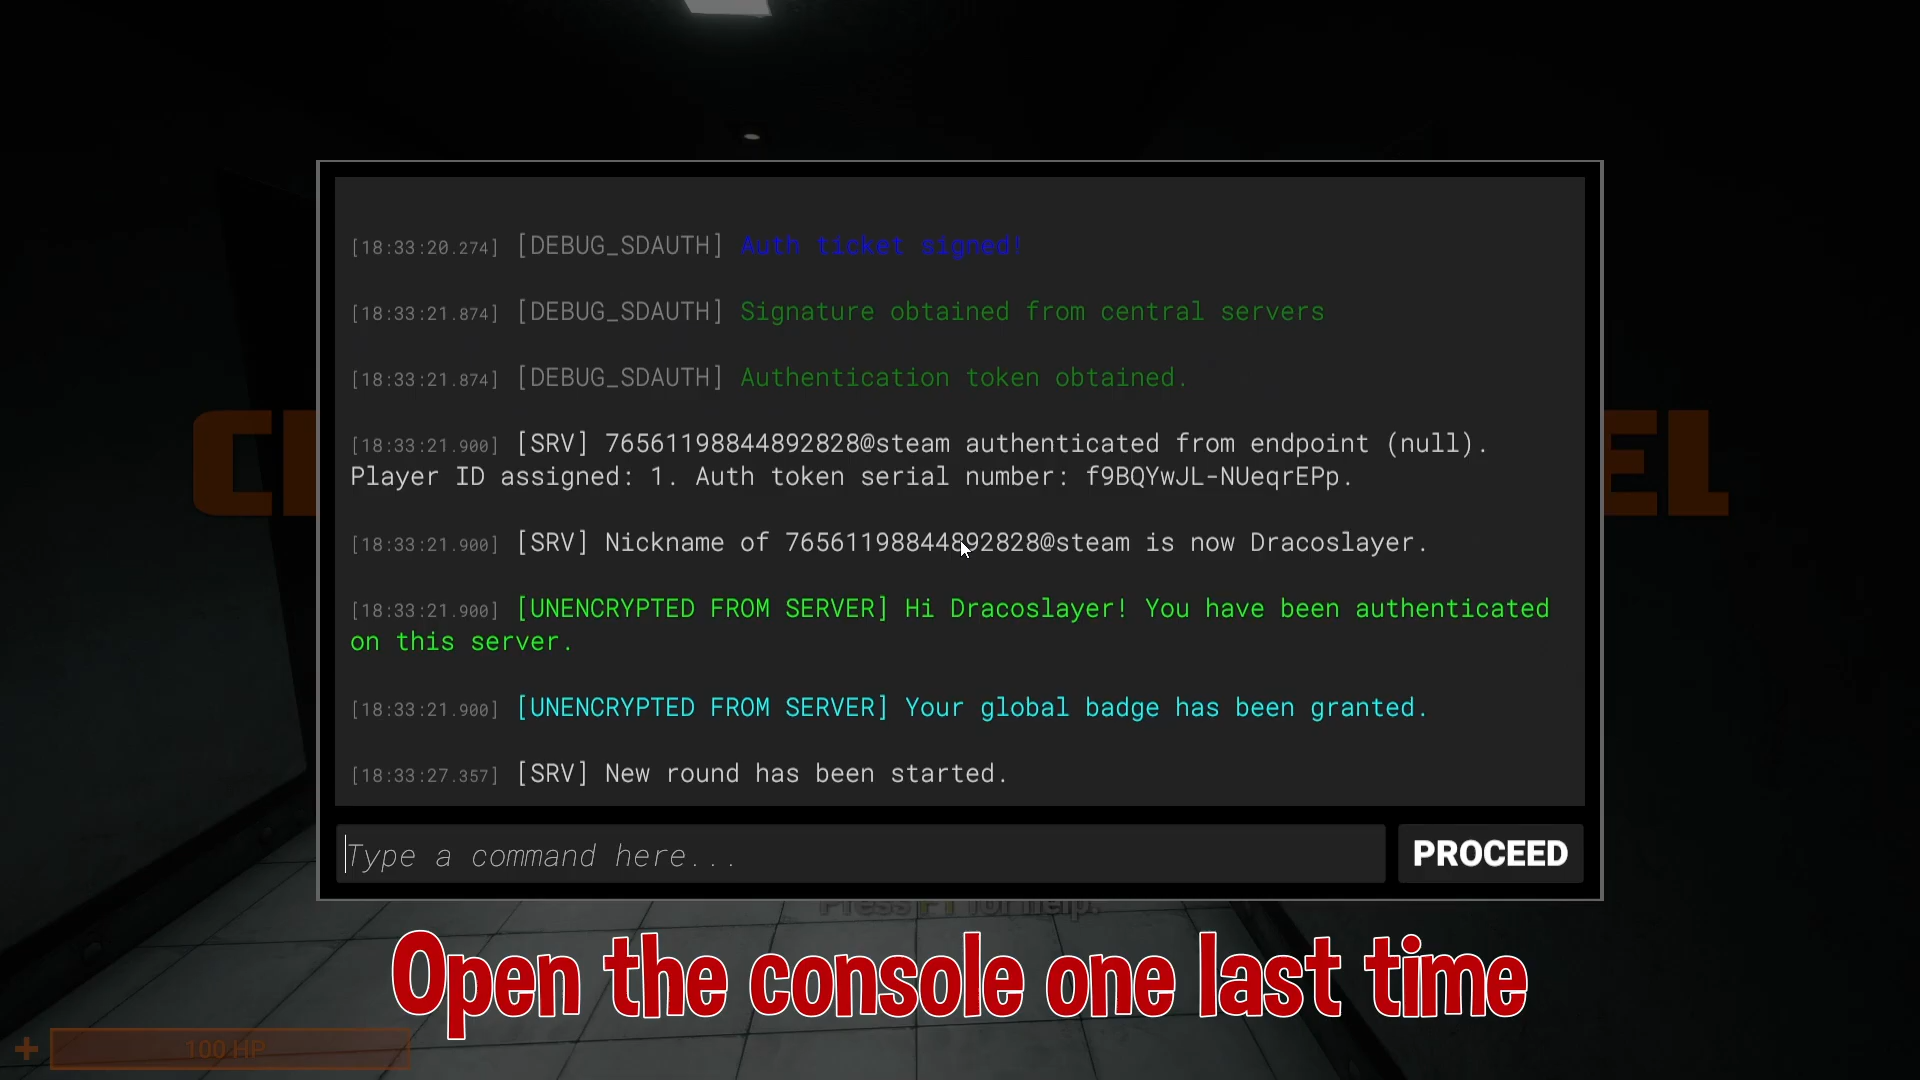 [18:33:20.274] [DEBUG_SDAUTH] Auth ticket signed!
[18:33:21.874] [DEBUG_SDAUTH] Signature obtained from central servers
[18:33:21.874] [DEBUG_SDAUTH] Authentication token obtained.
[18:33:21.900] [SRV] 76561198844892828@steam authenticated from endpoint (null).
Player ID assigned: 1. Auth token serial number: f9BQYwJL-NUeqrEPp.
[18:33:21.900] [SRV] Nickname of 76561198844892828@steam is now Dracoslayer.
[18:33:21.900] [UNENCRYPTED FROM SERVER] Hi Dracoslayer! You have been authenticated
on this server.
[18:33:21.900] [UNENCRYPTED FROM SERVER] Your global badge has been granted.
[18:33:27.357] [SRV] New round has been started.
Type a command here...
PROCEED
Press F1 for help.
Open the console one last time
100 HP